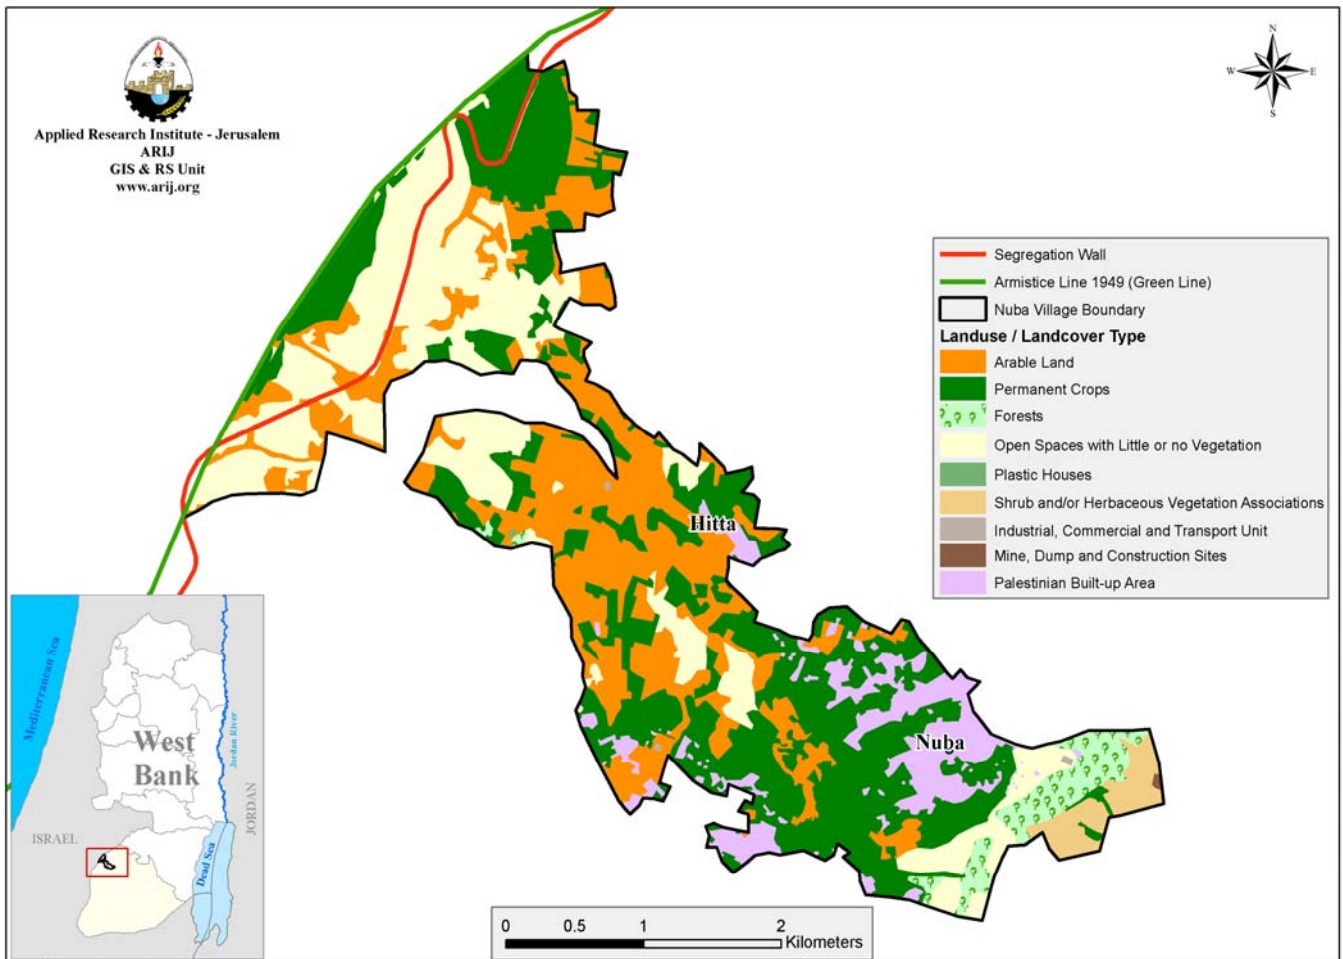 Applied Research Institute - Jerusalem
ARIJ
GIS & RS Unit
www.arij.org
N
W
E
S
Segregation Wall
Armistice Line 1949 (Green Line)
Nuba Village Boundary
Landuse / Landcover Type
Arable Land
Permanent Crops
Forests
Open Spaces with Little or no Vegetation
Plastic Houses
Shrub and/or Herbaceous Vegetation Associations
Industrial, Commercial and Transport Unit
Mine, Dump and Construction Sites
Palestinian Built-up Area
Hitta
Nuba
Mediterranean Sea
West
Bank
Jordan River
JORDAN
ISRAEL
Dead Sea
0 0.5 1 2
Kilometers